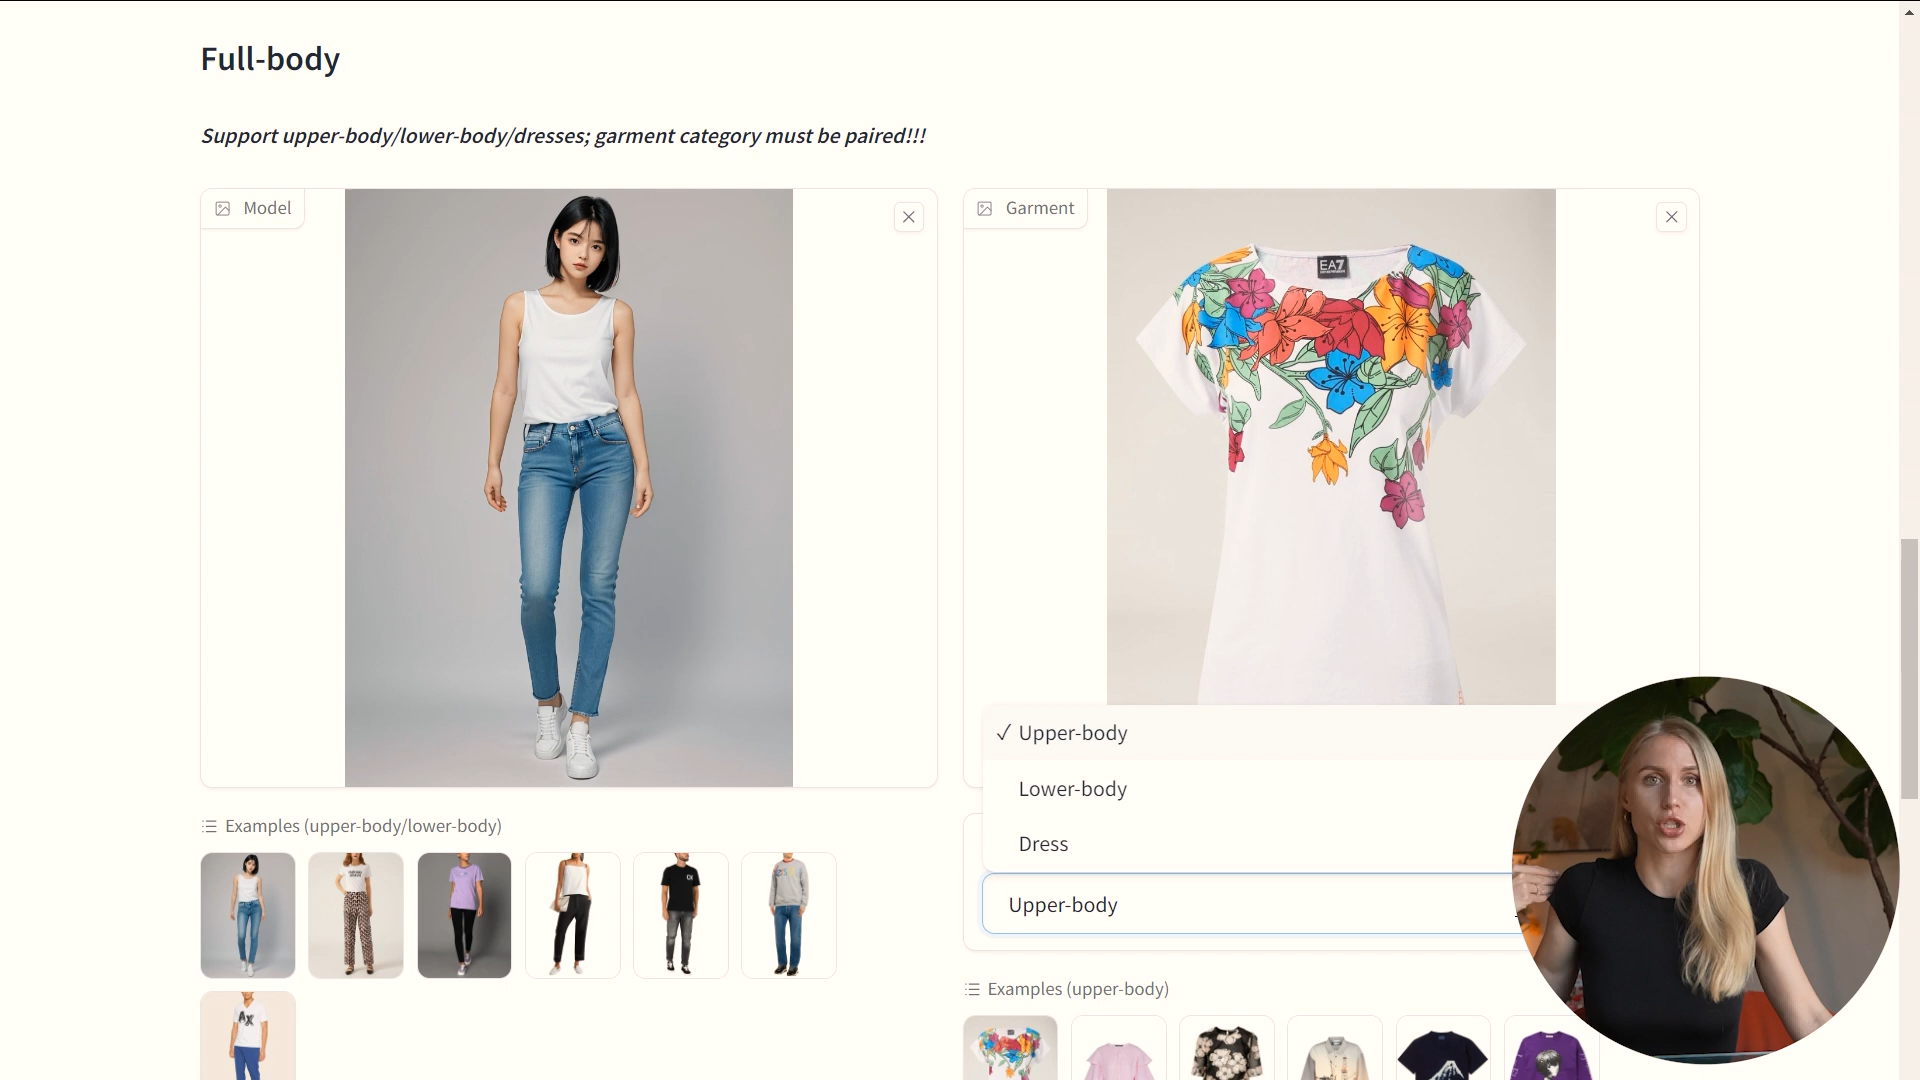 Full-body
Support upper-body/lower-body/dresses; garment category must be paired!!!
Model
Garment
EA7
✓ Upper-body
Lower-body
Dress
Upper-body
Examples (upper-body/lower-body)
Examples (upper-body)
AX